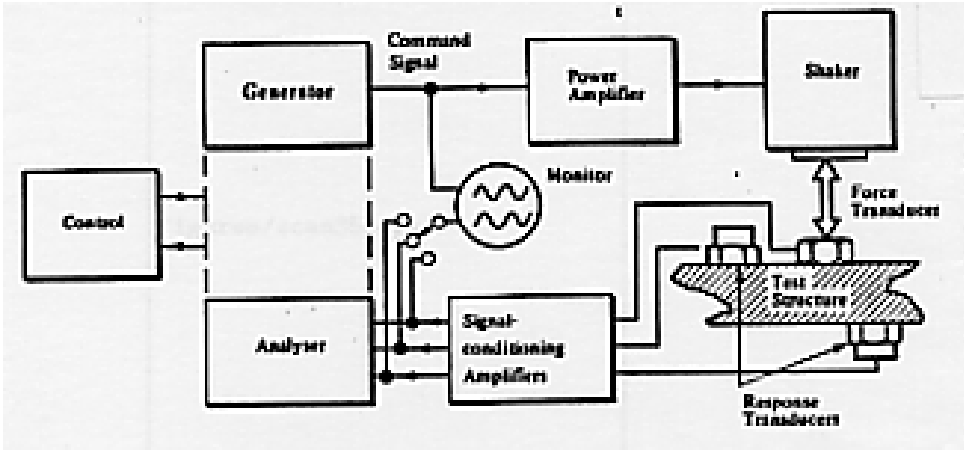 Command
Signal
Generator
Power
Amplifier
Shaker
Monitor
Control
Force
Transducer
Test
Structure
Analyser
Signal-
conditioning
Amplifiers
Response
Transducers